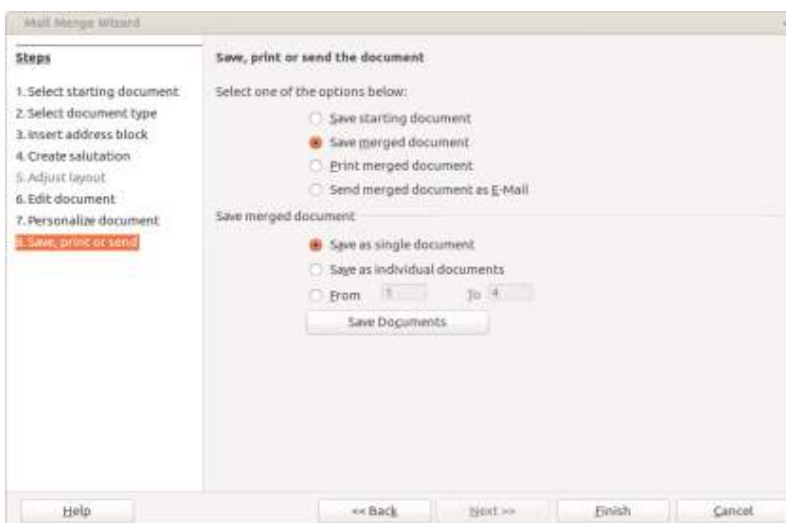 Mail Merge Wizard
Steps
1. Select starting document
2. Select document type
3. Insert address block
4. Create salutation
5. Adjust layout
6. Edit document
7. Personalize document
8. Save, print or send
Save, print or send the document
Select one of the options below:
Save starting document
Save merged document
Print merged document
Send merged document as E-Mail
Save merged document
Save as single document
Save as individual documents
From 1 To 4
Save Documents
Help << Back Next >> Finish Cancel